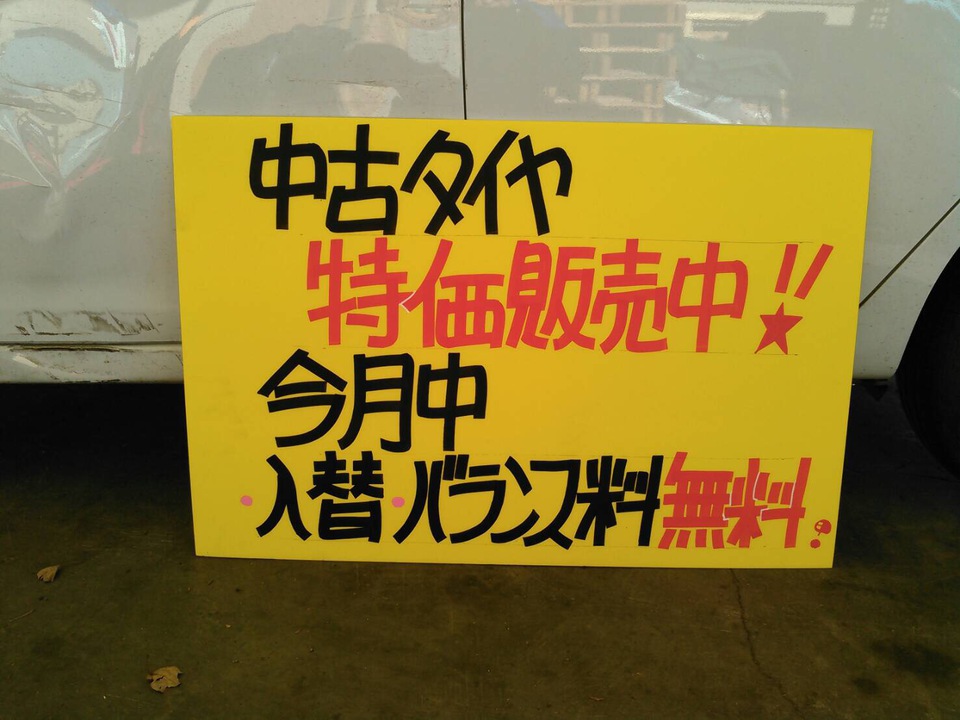 中古タイヤ
特価販売中!!★
今月中
・入替・バランス料無料